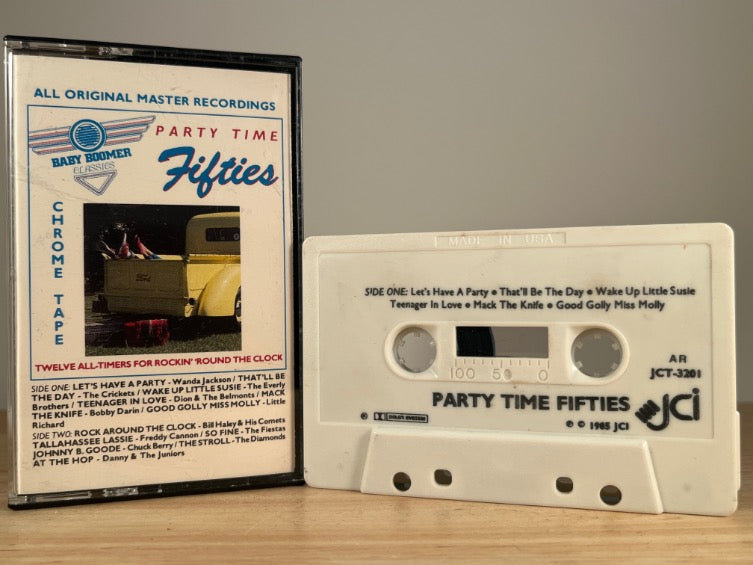 ALL ORIGINAL MASTER RECORDINGS
BABY BOOMER
CLASSICS
PARTY TIME
Fifties
CHROME TAPE
Ford
TWELVE ALL-TIMERS FOR ROCKIN' 'ROUND THE CLOCK
SIDE ONE: LET'S HAVE A PARTY - Wanda Jackson / THAT'LL BE
THE DAY - The Crickets / WAKE UP LITTLE SUSIE - The Everly
Brothers / TEENAGER IN LOVE - Dion & The Belmonts / MACK
THE KNIFE - Bobby Darin / GOOD GOLLY MISS MOLLY - Little
Richard
SIDE TWO: ROCK AROUND THE CLOCK - Bill Haley & His Comets
TALLAHASSEE LASSIE - Freddy Cannon / SO FINE - The Fiestas
JOHNNY B. GOODE - Chuck Berry / THE STROLL - The Diamonds
AT THE HOP - Danny & The Juniors
MADE IN USA
SIDE ONE: Let's Have A Party ● That'll Be The Day ● Wake Up Little Susie
Teenager In Love ● Mack The Knife ● Good Golly Miss Molly
100 50 0
AR
JCT-3201
PARTY TIME FIFTIES
JCi
DOLBY SYSTEM
℗ © 1985 JCI